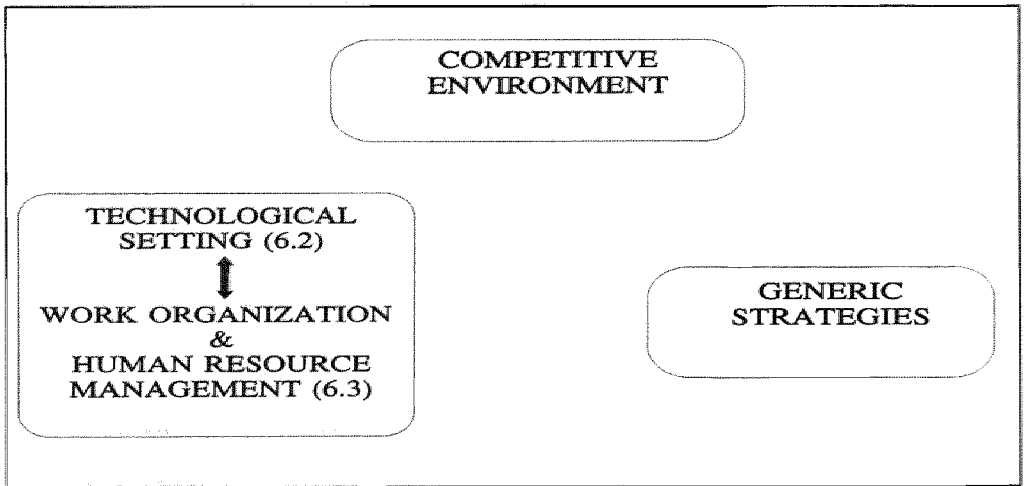 COMPETITIVE
ENVIRONMENT
TECHNOLOGICAL
SETTING (6.2)
WORK ORGANIZATION
&
HUMAN RESOURCE
MANAGEMENT (6.3)
GENERIC
STRATEGIES